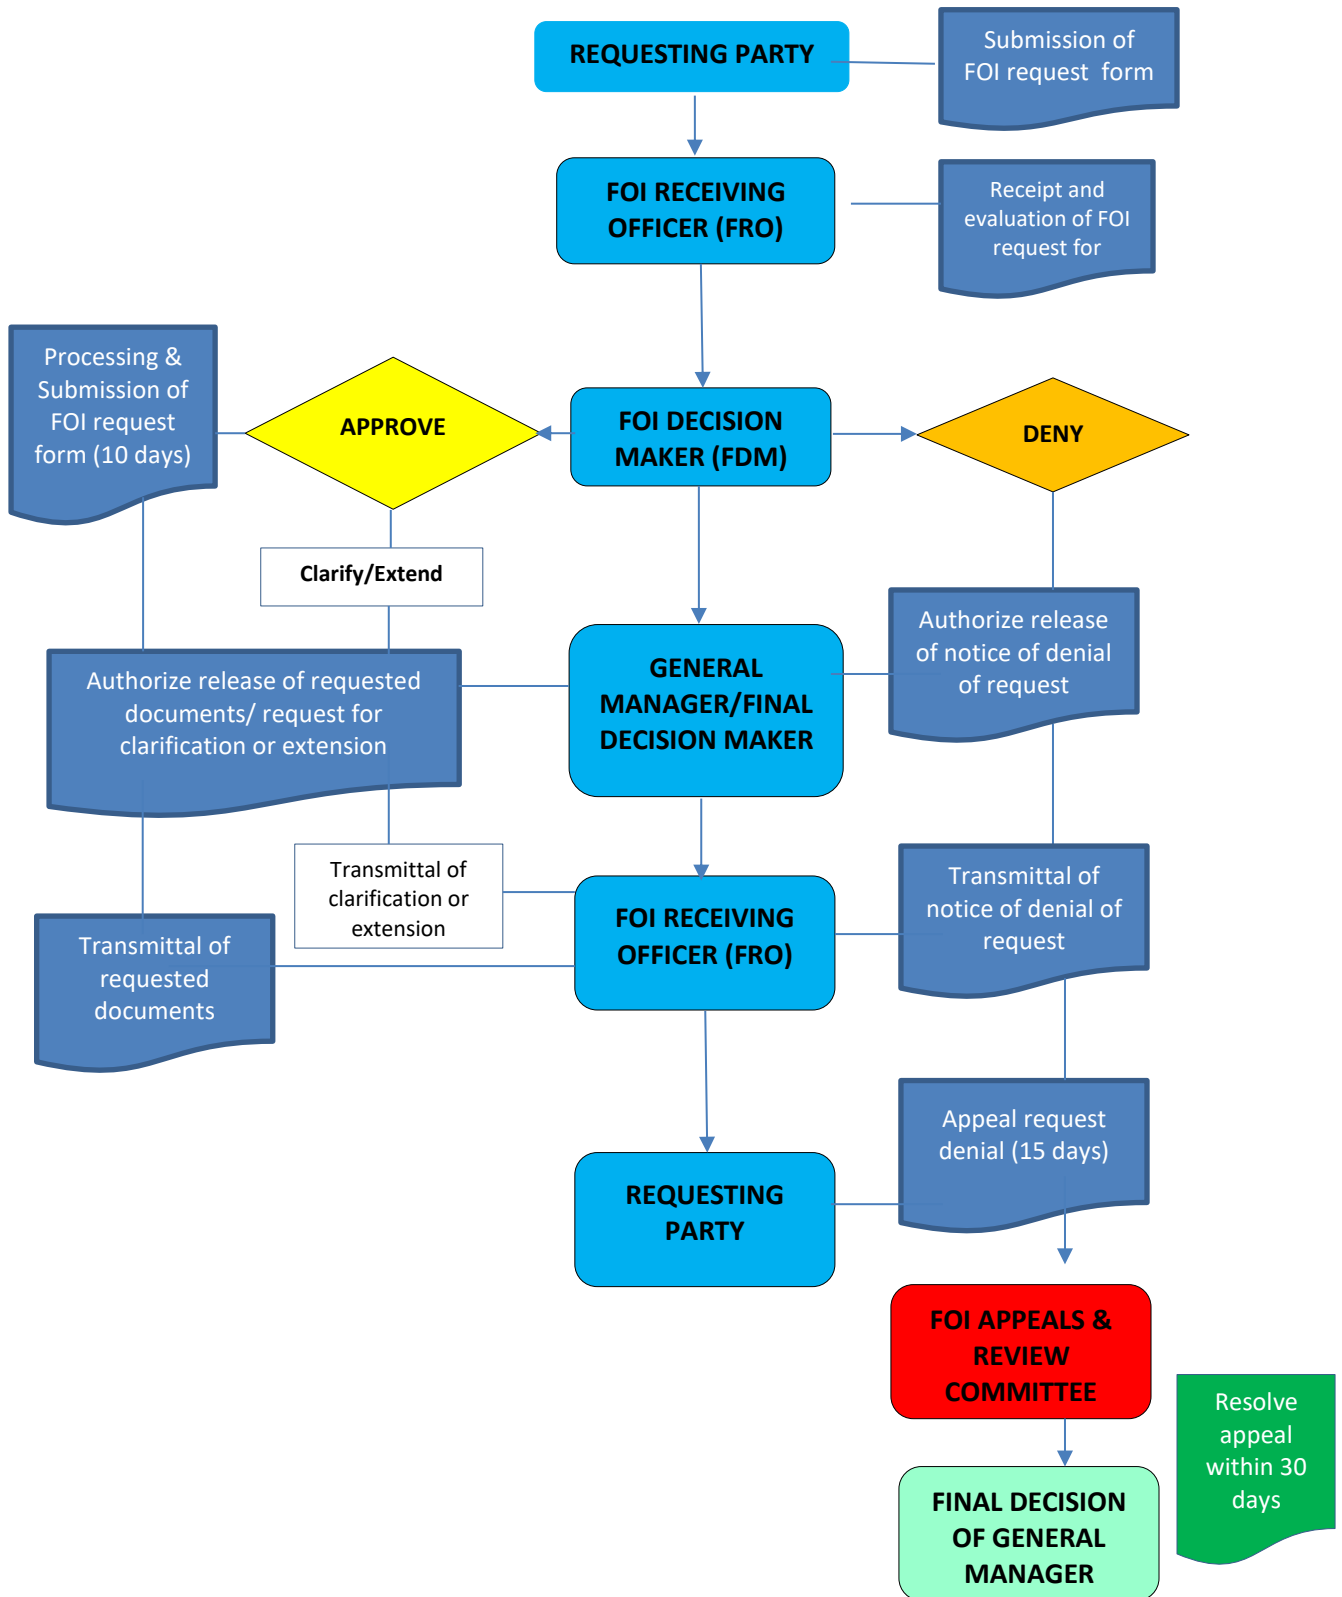 REQUESTING PARTY
Submission of
FOI request form
FOI RECEIVING
OFFICER (FRO)
Receipt and
evaluation of FOI
request for
Processing &
Submission of
FOI request
form (10 days)
APPROVE
FOI DECISION
MAKER (FDM)
DENY
Clarify/Extend
Authorize release of requested
documents/ request for
clarification or extension
GENERAL
MANAGER/FINAL
DECISION MAKER
Authorize release
of notice of denial
of request
Transmittal of
clarification or
extension
FOI RECEIVING
OFFICER (FRO)
Transmittal of
notice of denial of
request
Transmittal of
requested
documents
REQUESTING
PARTY
Appeal request
denial (15 days)
FOI APPEALS &
REVIEW
COMMITTEE
Resolve
appeal
within 30
days
FINAL DECISION
OF GENERAL
MANAGER